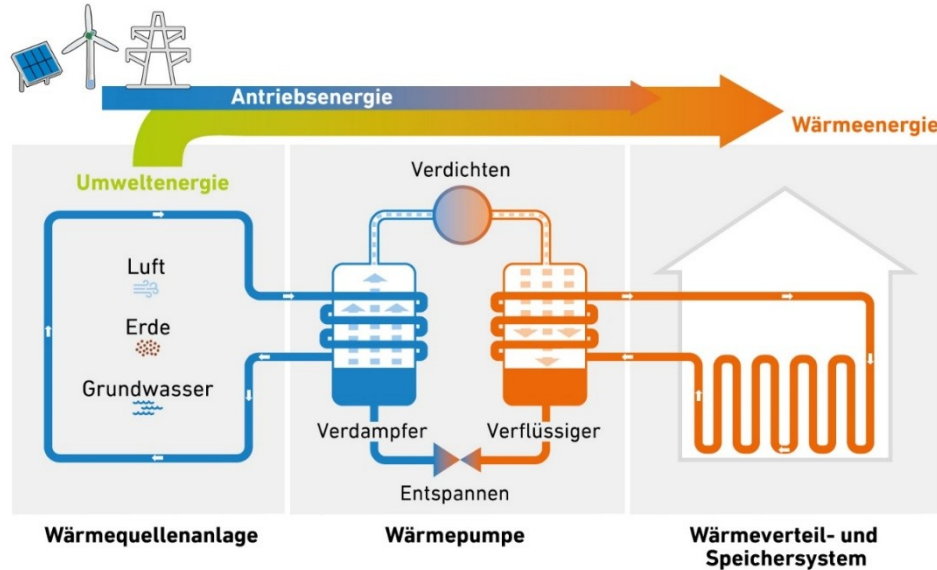 Antriebsenergie
Wärmeenergie
Umweltenergie
Verdichten
Luft
Erde
Grundwasser
Verdampfer
Verflüssiger
Entspannen
Wärmequellenanlage
Wärmepumpe
Wärmeverteil- und
Speichersystem